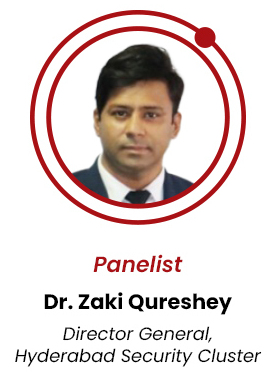 Panelist
Dr. Zaki Qureshey
Director General,
Hyderabad Security Cluster